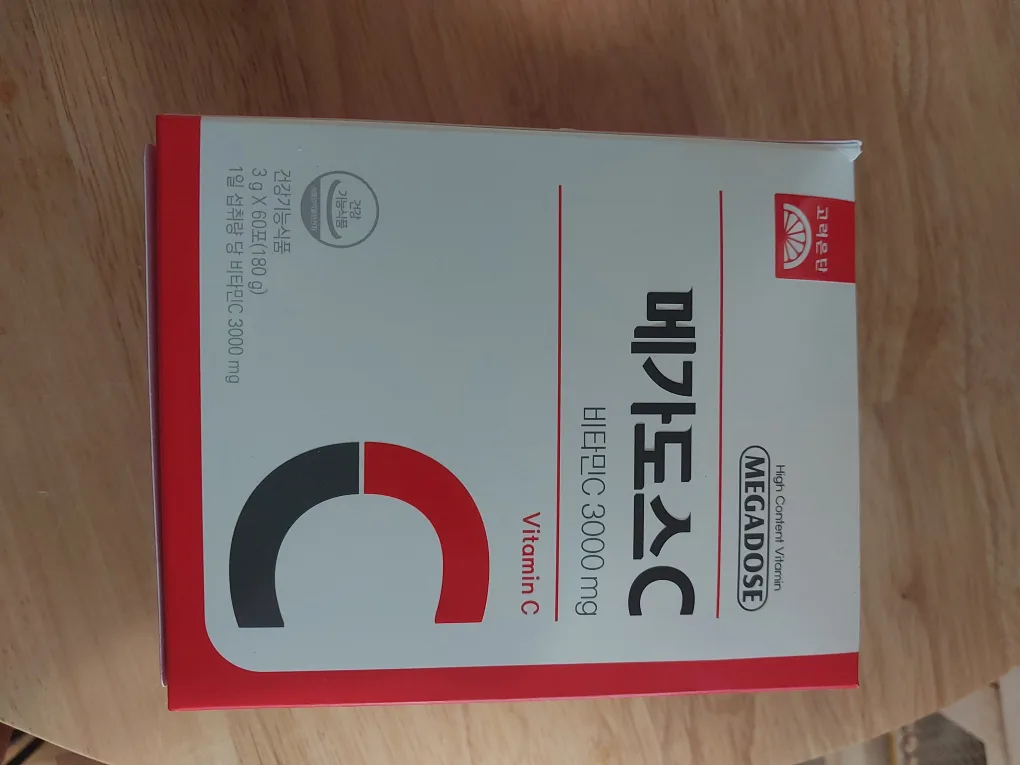 고려은단
High Content Vitamin
MEGADOSE
메가도스C
비타민C 3000 mg
Vitamin C
건강
기능식품
건강기능식품
3 g X 60포(180 g)
1일 섭취량 당 비타민C 3000 mg